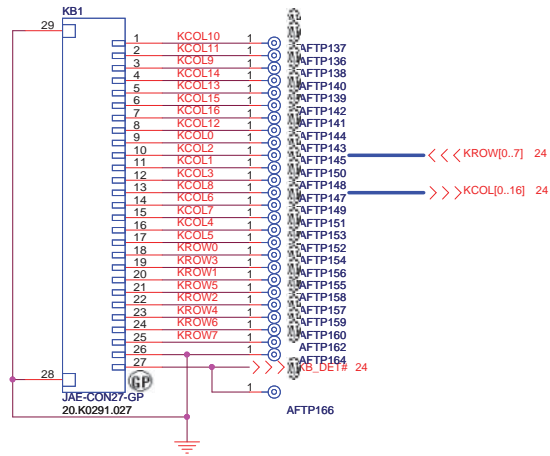 KB1
29
1 KCOL10 1 AFTP137
2 KCOL11 1 AFTP136
3 KCOL9 1 AFTP138
4 KCOL14 1 AFTP140
5 KCOL13 1 AFTP139
6 KCOL15 1 AFTP142
7 KCOL16 1 AFTP141
8 KCOL12 1 AFTP144
9 KCOL0 1 AFTP143
10 KCOL2 1 AFTP145 KROW[0..7] 24
11 KCOL1 1 AFTP150
12 KCOL3 1 AFTP148
13 KCOL8 1 AFTP147 KCOL[0..16] 24
14 KCOL6 1 AFTP149
15 KCOL7 1 AFTP151
16 KCOL4 1 AFTP153
17 KCOL5 1 AFTP152
18 KROW0 1 AFTP154
19 KROW3 1 AFTP156
20 KROW1 1 AFTP155
21 KROW5 1 AFTP158
22 KROW2 1 AFTP157
23 KROW4 1 AFTP159
24 KROW6 1 AFTP160
25 KROW7 1 AFTP162
26 1 AFTP164
27 KB_DET# 24
28 GP
1 AFTP166
JAE-CON27-GP
20.K0291.027